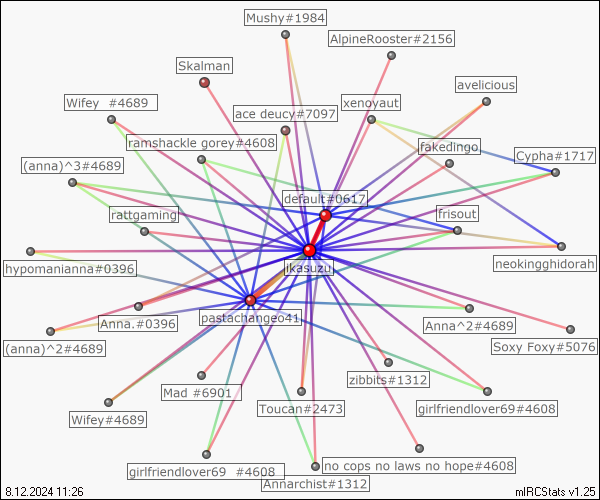 Mushy#1984
AlpineRooster#2156
Skalman
avelicious
Wifey  #4689
xenoyaut
ace deucy#7097
ramshackle gorey#4608
fakedingo
Cypha#1717
(anna)^3#4689
default#0617
rattgaming
frisout
ikasuzu
hypomanianna#0396
neokingghidorah
pastachangeo41
Anna.#0396
Anna^2#4689
(anna)^2#4689
Soxy Foxy#5076
zibbits#1312
Mad #6901
Toucan#2473
girlfriendlover69#4608
Wifey#4689
girlfriendlover69  #4608
no cops no laws no hope#4608
Annarchist#1312
8.12.2024 11:26
mIRCStats v1.25